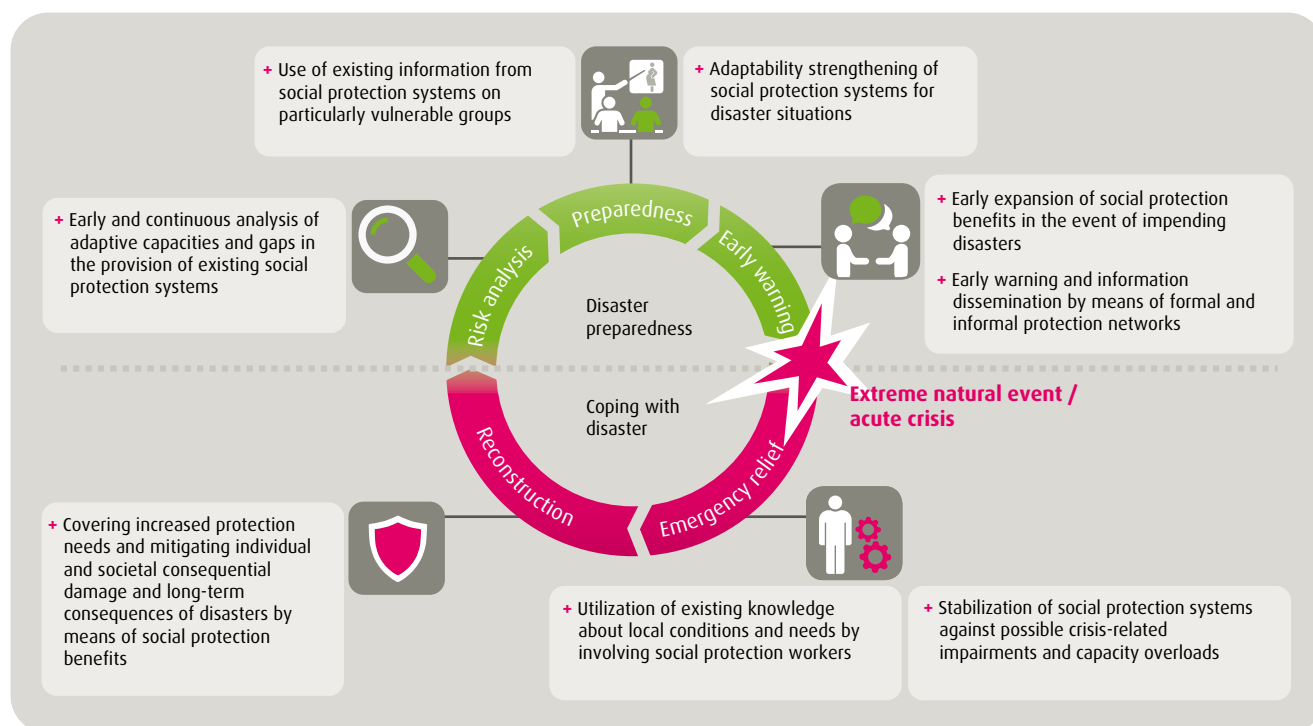 + Use of existing information from
social protection systems on
particularly vulnerable groups
+ Adaptability strengthening of
social protection systems for
disaster situations
+ Early and continuous analysis of
adaptive capacities and gaps in
the provision of existing social
protection systems
+ Early expansion of social protection
benefits in the event of impending
disasters
+ Early warning and information
dissemination by means of formal and
informal protection networks
Risk analysis
Preparedness
Early warning
Disaster
preparedness
Extreme natural event /
acute crisis
Coping with
disaster
Reconstruction
Emergency relief
+ Covering increased protection
needs and mitigating individual
and societal consequential
damage and long-term
consequences of disasters by
means of social protection
benefits
+ Utilization of existing knowledge
about local conditions and needs by
involving social protection workers
+ Stabilization of social protection systems
against possible crisis-related
impairments and capacity overloads